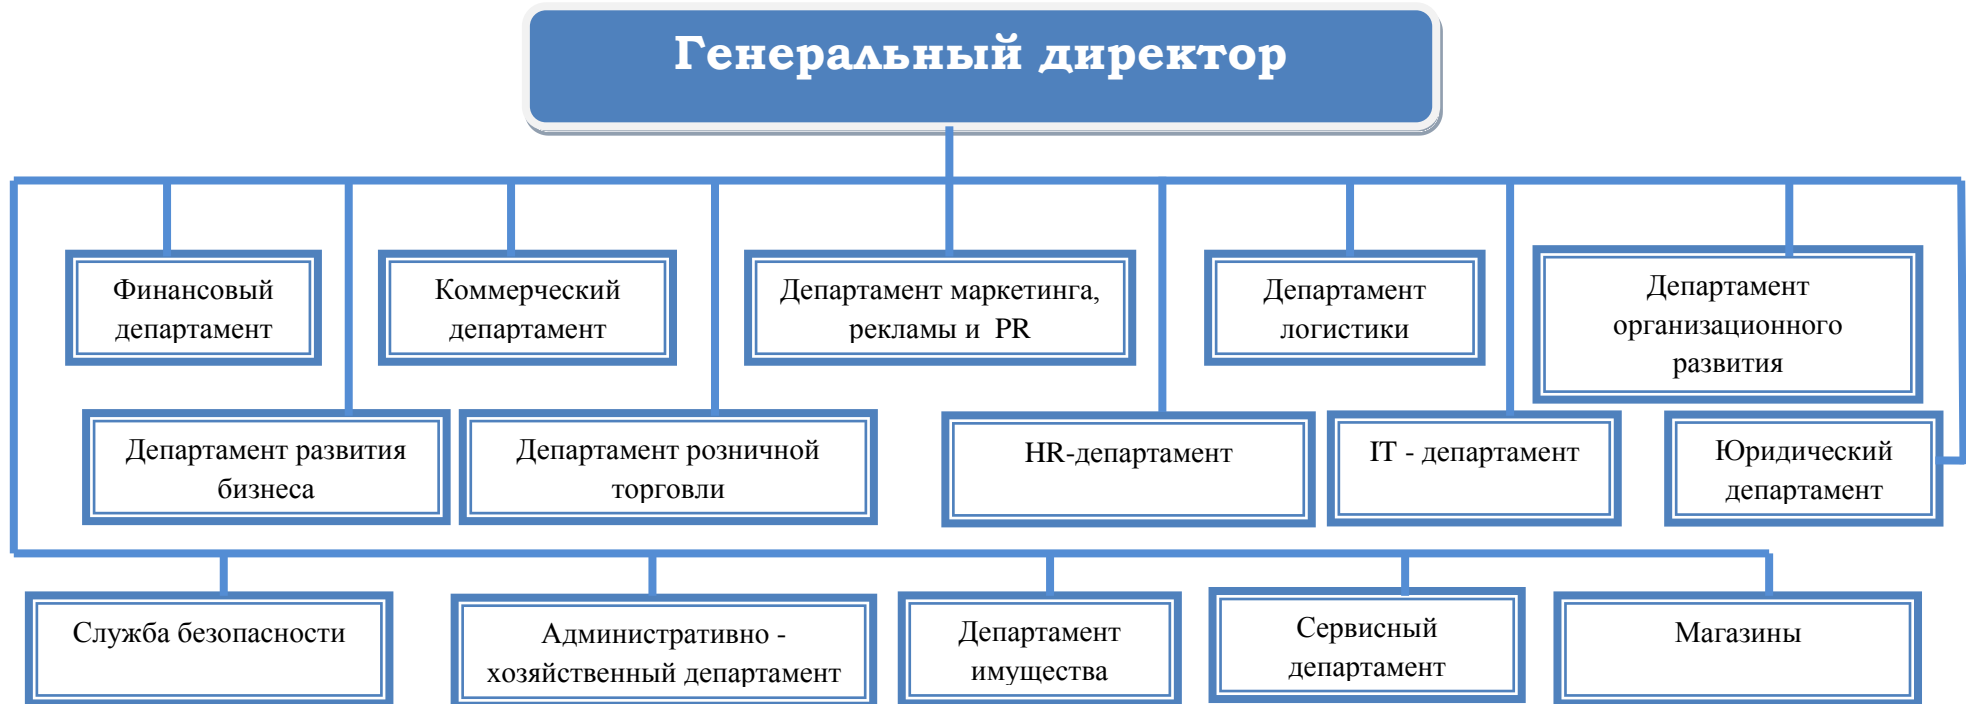 Генеральный директор
Финансовый
департамент
Коммерческий
департамент
Департамент маркетинга,
рекламы и  PR
Департамент
логистики
Департамент
организационного
развития
Департамент развития
бизнеса
Департамент розничной
торговли
HR-департамент
IT - департамент
Юридический
департамент
Служба безопасности
Административно -
хозяйственный департамент
Департамент
имущества
Сервисный
департамент
Магазины